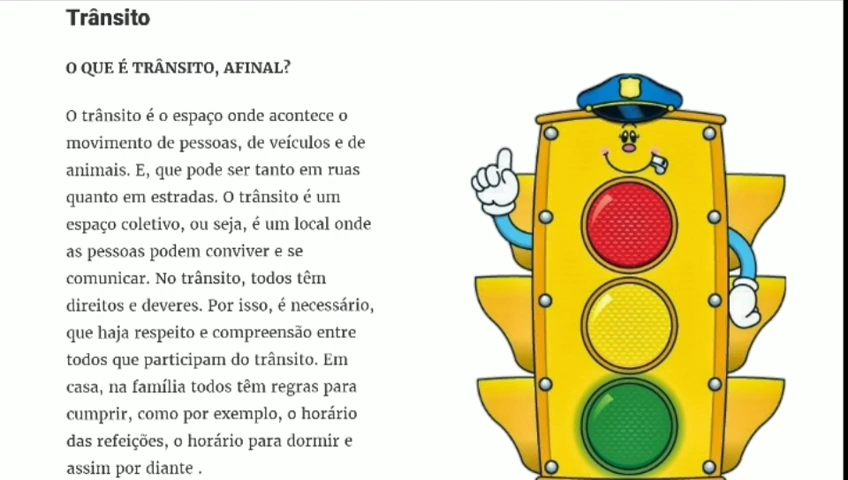 Trânsito
O QUE É TRÂNSITO, AFINAL?
O trânsito é o espaço onde acontece o
movimento de pessoas, de veículos e de
animais. E, que pode ser tanto em ruas
quanto em estradas. O trânsito é um
espaço coletivo, ou seja, é um local onde
as pessoas podem conviver e se
comunicar. No trânsito, todos têm
direitos e deveres. Por isso, é necessário,
que haja respeito e compreensão entre
todos que participam do trânsito. Em
casa, na família todos têm regras para
cumprir, como por exemplo, o horário
das refeições, o horário para dormir e
assim por diante .